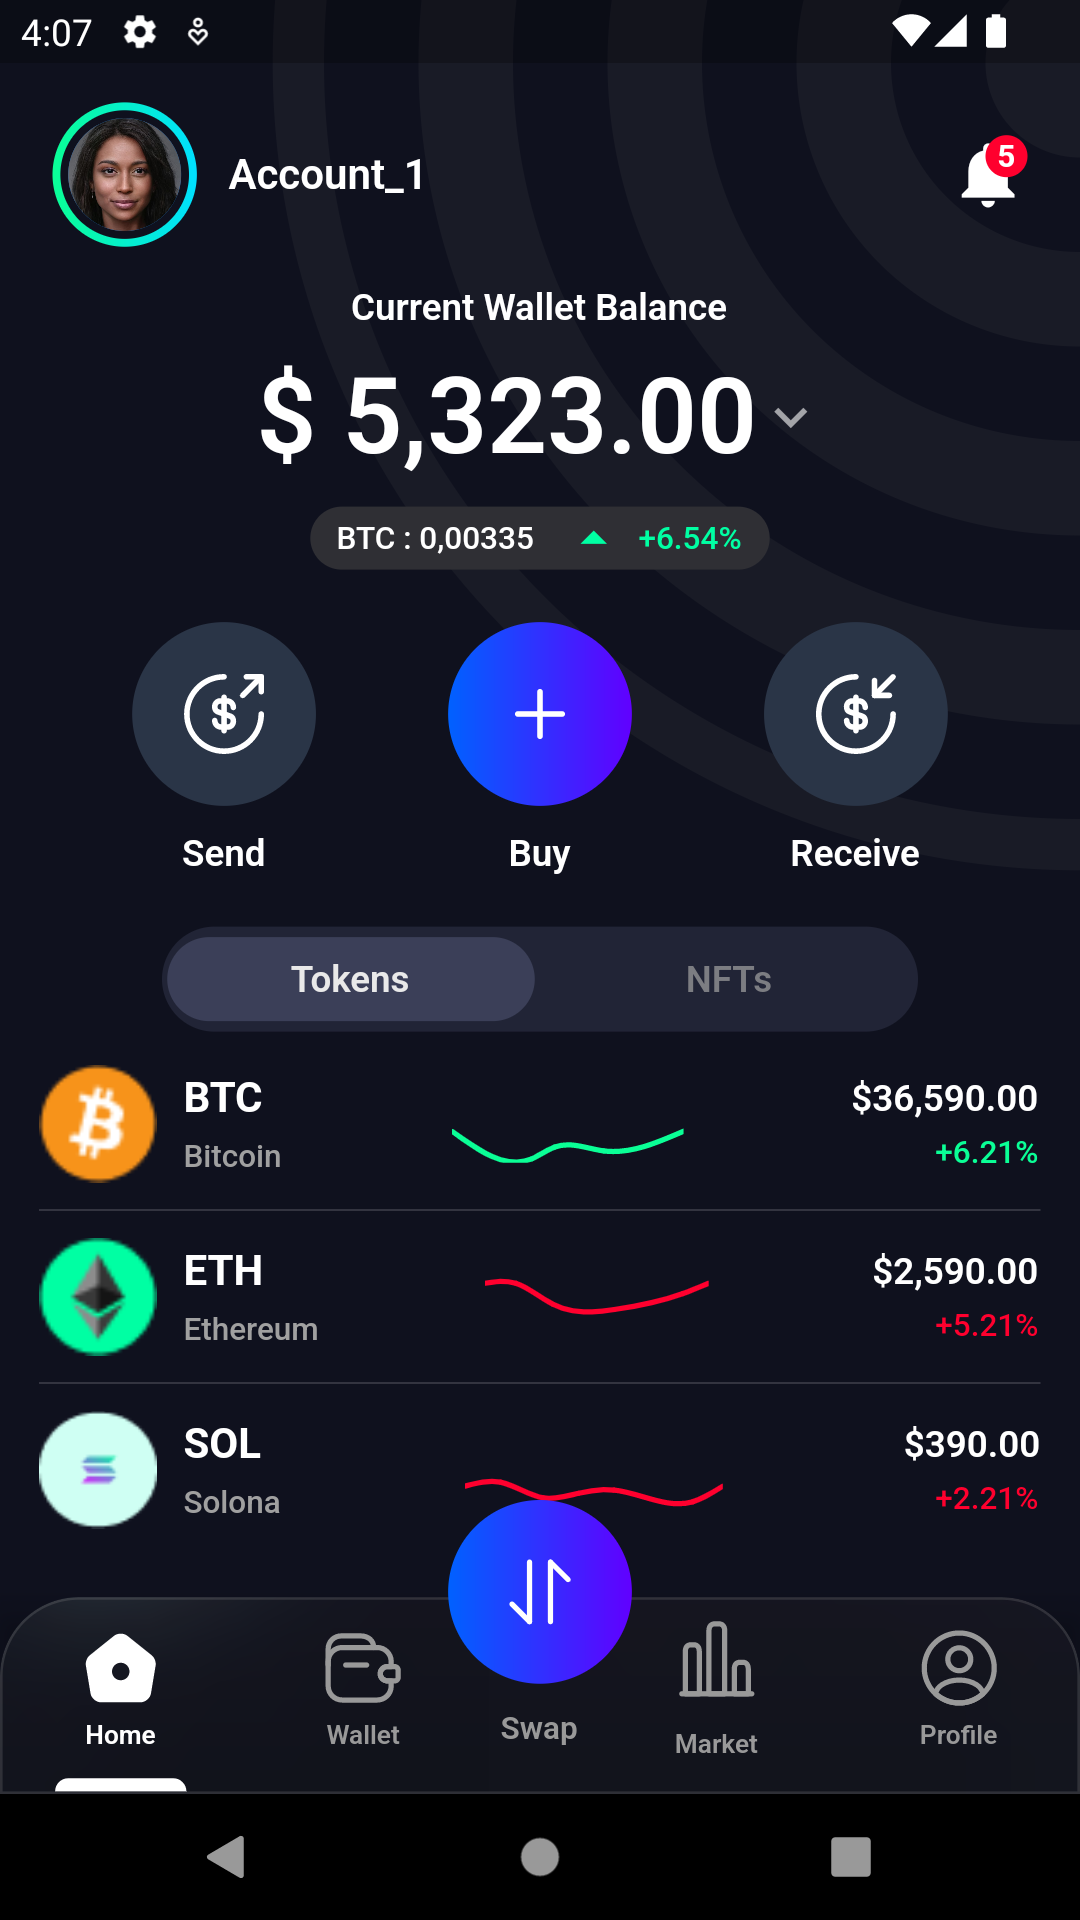 4:07
Account_1
5
Current Wallet Balance
$ 5,323.00
BTC : 0,00335 +6.54%
Send Buy Receive
Tokens NFTs
BTC $36,590.00
Bitcoin +6.21%
ETH $2,590.00
Ethereum +5.21%
SOL $390.00
Solona +2.21%
Home Wallet Swap Market Profile